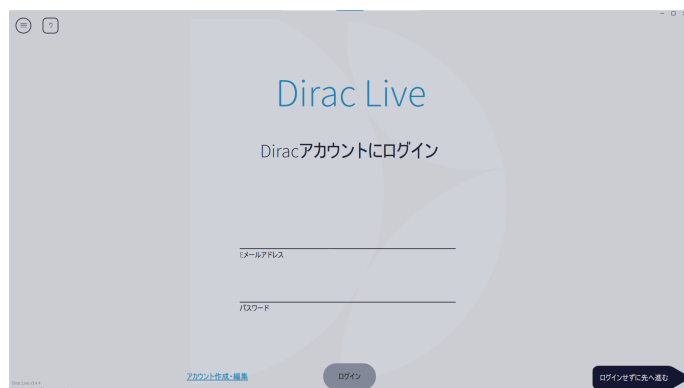 ?
Dirac Live
Diracアカウントにログイン
Eメールアドレス
パスワード
アカウント作成・編集
ログイン
ログインせずに先へ進む